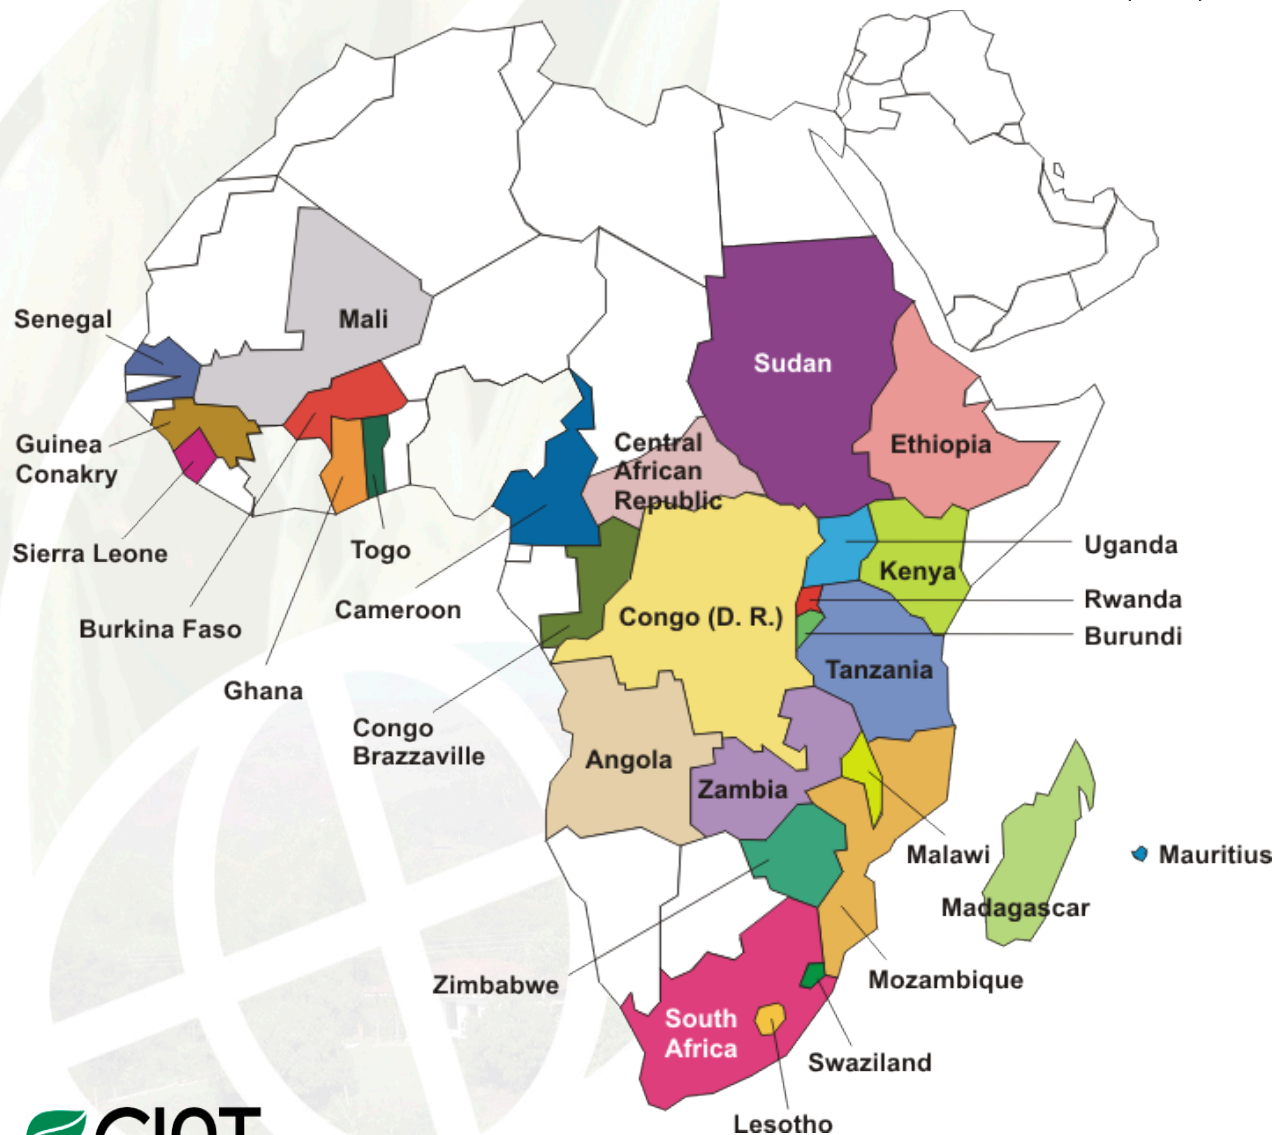 Senegal
Mali
Sudan
Guinea
Conakry
Central
African
Republic
Ethiopia
Sierra Leone
Togo
Uganda
Kenya
Cameroon
Rwanda
Burkina Faso
Congo (D. R.)
Burundi
Tanzania
Ghana
Congo
Brazzaville
Angola
Zambia
Malawi
Mauritius
Madagascar
Zimbabwe
Mozambique
South
Africa
Swaziland
Lesotho
CIAT